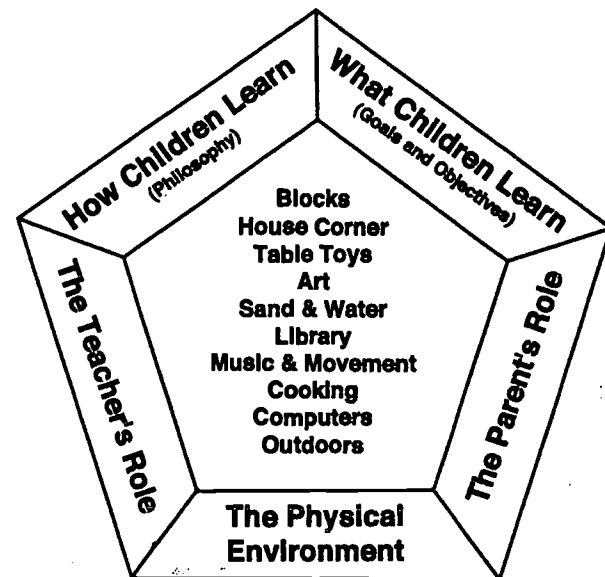 How Children Learn
(Philosophy)
What Children Learn
(Goals and Objectives)
Blocks
House Corner
Table Toys
Art
Sand & Water
Library
Music & Movement
Cooking
Computers
Outdoors
The Teacher's Role
The Parent's Role
The Physical
Environment